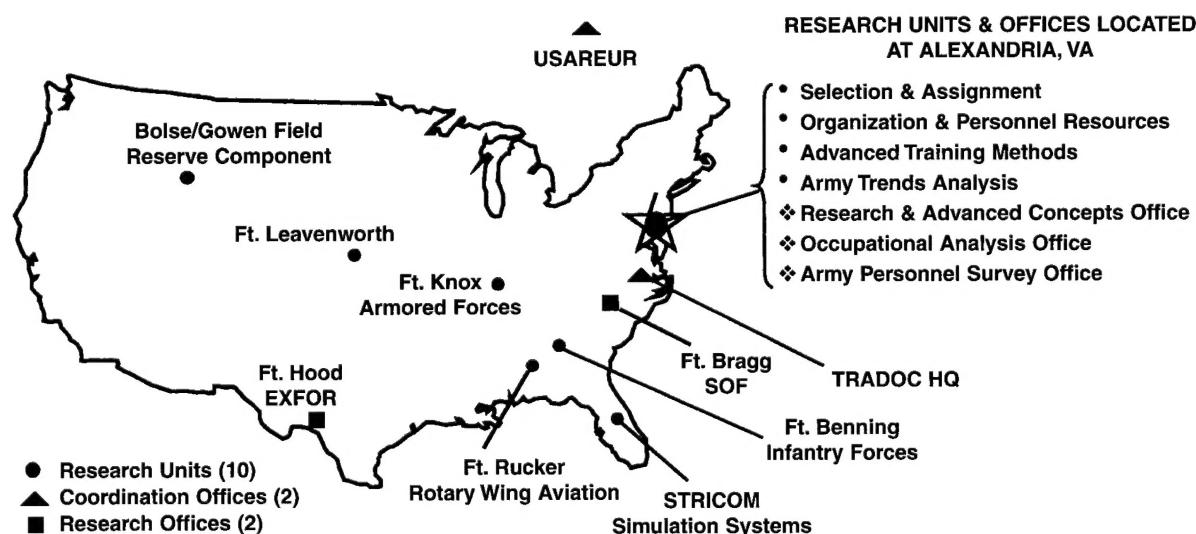 RESEARCH UNITS & OFFICES LOCATED
AT ALEXANDRIA, VA
• Selection & Assignment
• Organization & Personnel Resources
• Advanced Training Methods
• Army Trends Analysis
❖ Research & Advanced Concepts Office
❖ Occupational Analysis Office
❖ Army Personnel Survey Office
USAREUR
Bolse/Gowen Field
Reserve Component
Ft. Leavenworth
Ft. Knox
Armored Forces
Ft. Hood
EXFOR
Ft. Bragg
SOF
TRADOC HQ
Ft. Benning
Infantry Forces
Ft. Rucker
Rotary Wing Aviation
STRICOM
Simulation Systems
● Research Units (10)
▲ Coordination Offices (2)
■ Research Offices (2)